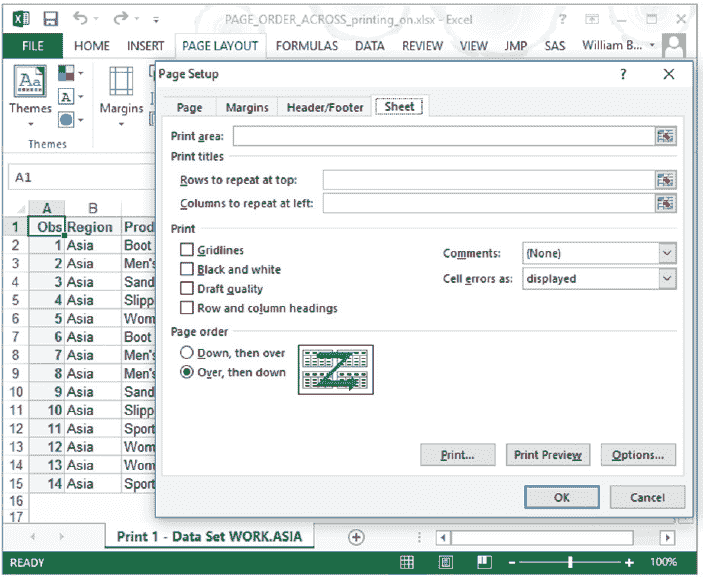 PAGE_ORDER_ACROSS_printing_on.xlsx - Excel
FILE HOME INSERT PAGE LAYOUT FORMULAS DATA REVIEW VIEW JMP SAS William B...
Page Setup
Themes
Margins
Themes
Page Margins Header/Footer Sheet
Print area:
Print titles
Rows to repeat at top:
Columns to repeat at left:
Print
Gridlines
Black and white
Draft quality
Row and column headings
Comments: (None)
Cell errors as: displayed
Page order
Down, then over
Over, then down
Print... Print Preview Options...
OK Cancel
A1
A B
1 Obs Region Prod
2 1 Asia Boot
3 2 Asia Men's
4 3 Asia Sand
5 4 Asia Slipp
6 5 Asia Wom
7 6 Asia Boot
8 7 Asia Men's
9 8 Asia Men's
10 9 Asia Sand
11 10 Asia Slipp
12 11 Asia Sport
13 12 Asia Wom
14 13 Asia Wom
15 14 Asia Sport
16
17
Print 1 - Data Set WORK.ASIA
READY 100%